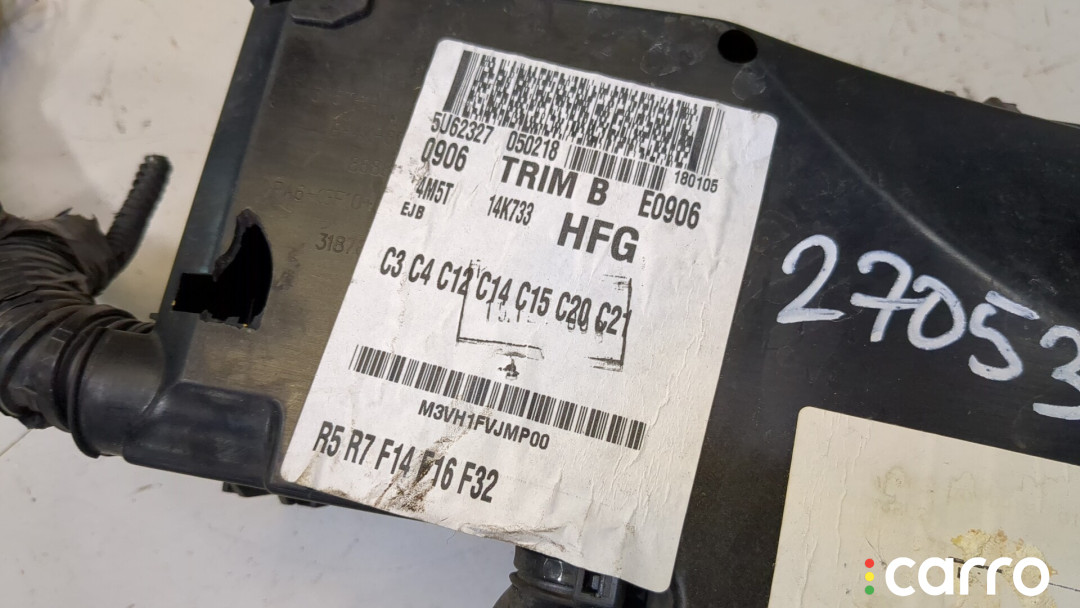 5U62327 050218 180105
0906 TRIM B E0906
4M5T 14K733 HFG
EJB
C3 C4 C12 C14 C15 C20 C21
M3VH1FVJMP00
R5 R7 F14 F16 F32
27053
carro